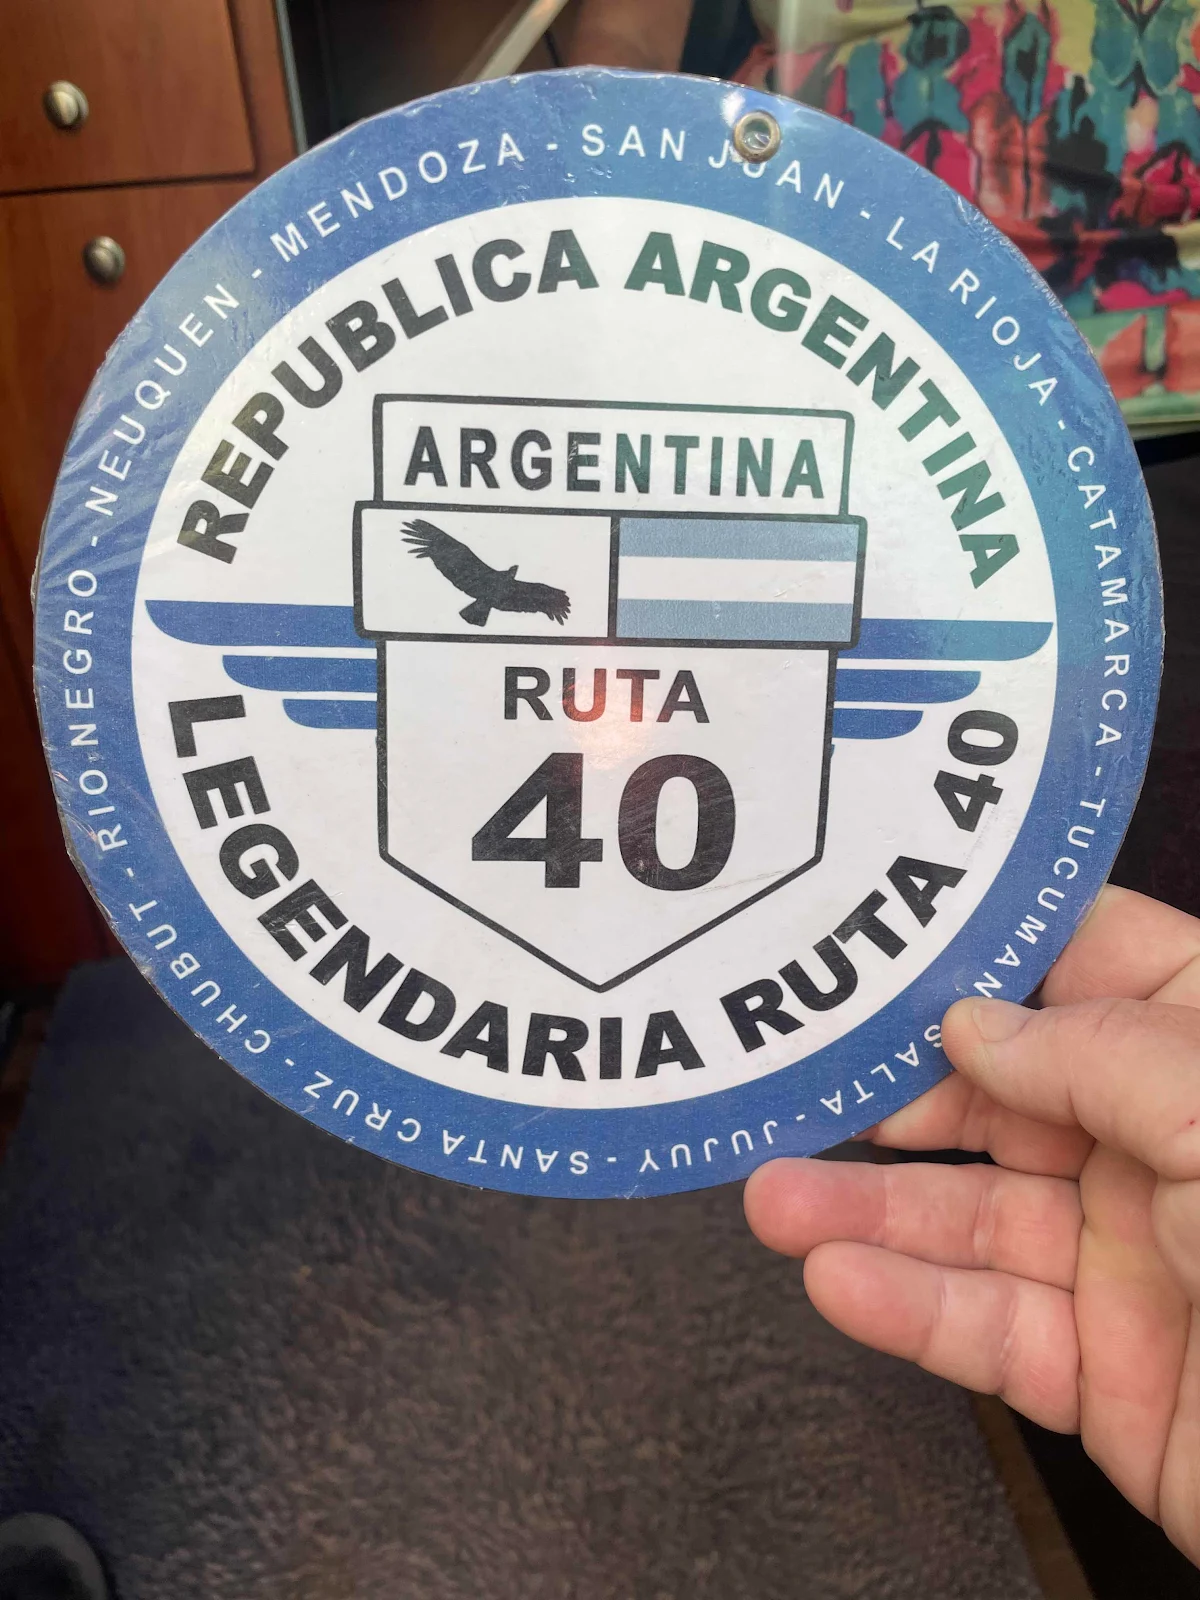 MENDOZA - SAN JUAN - LA RIOJA - CATAMARCA - TUCUMAN SALTA - JUJUY - SANTA CRUZ - CHUBUT - RIO NEGRO - NEUQUEN -
REPUBLICA ARGENTINA
ARGENTINA
RUTA
40
LEGENDARIA RUTA 40